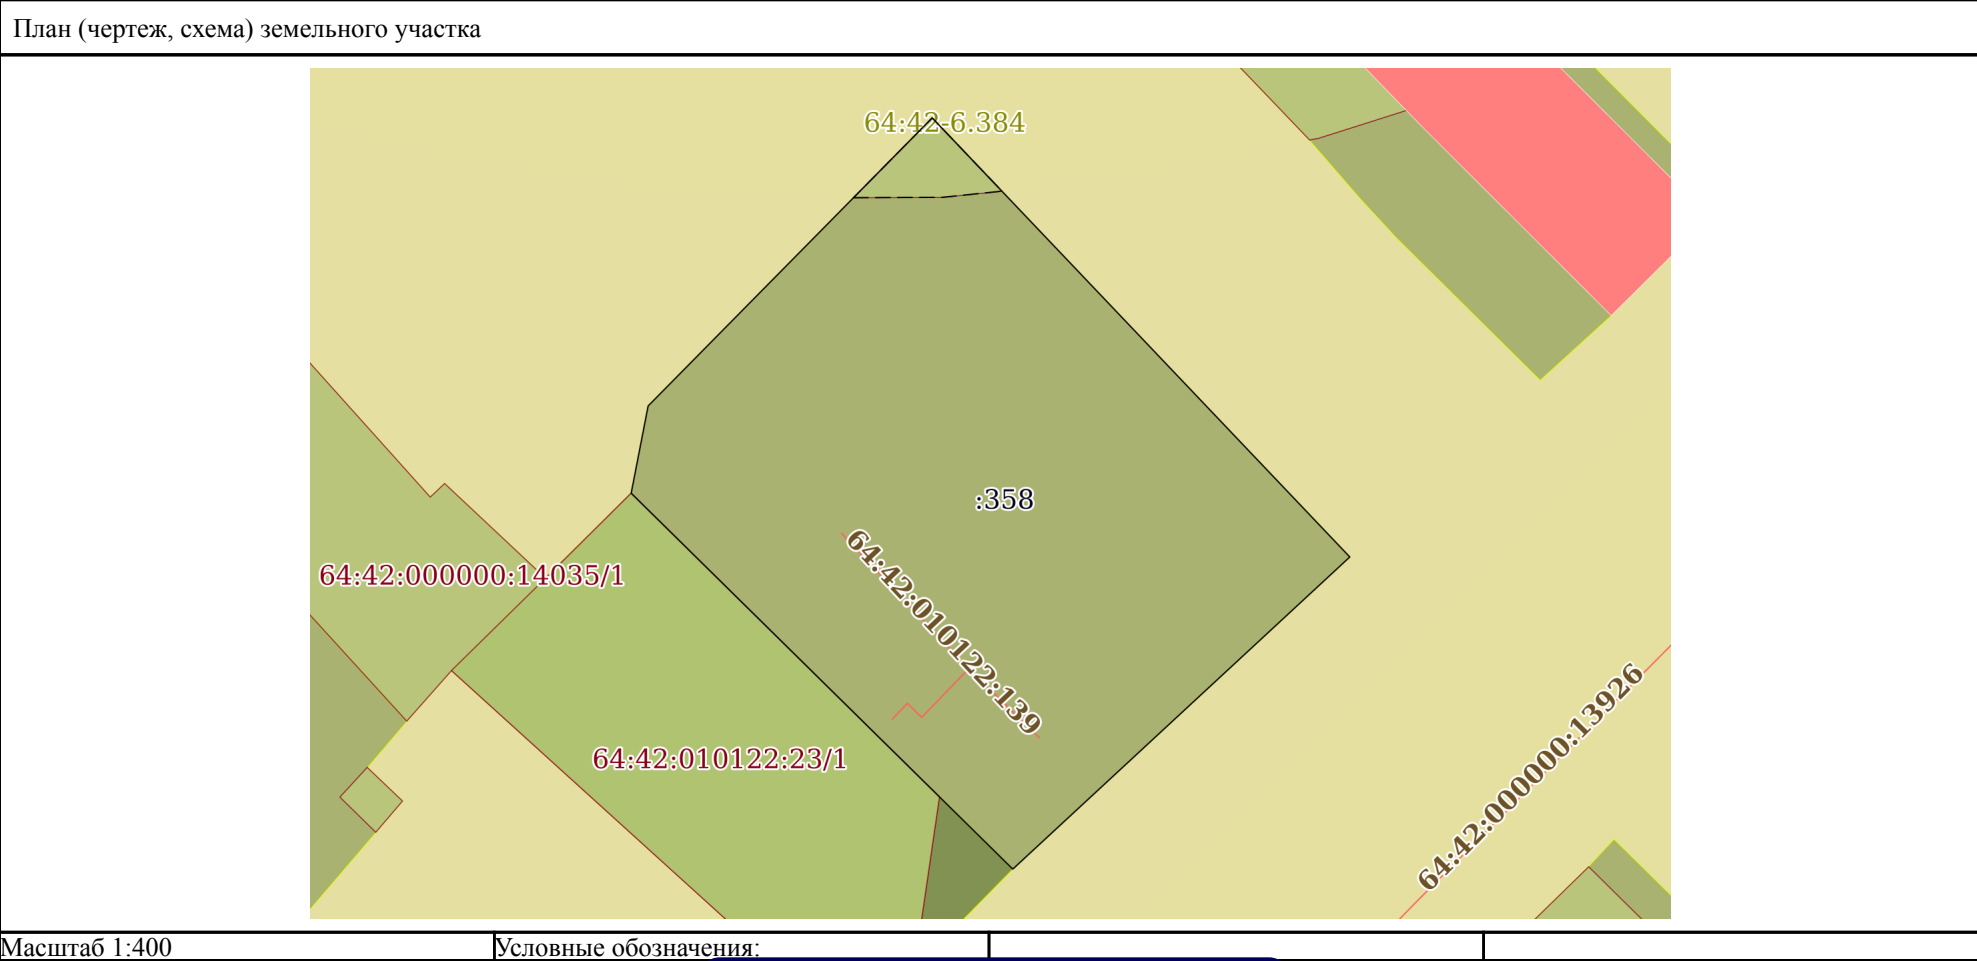 План (чертеж, схема) земельного участка
64:42-6.384
:358
64:42:000000:14035/1
64:42:010122:139
64:42:010122:23/1
64:42:000000:13926
Масштаб 1:400
Условные обозначения: